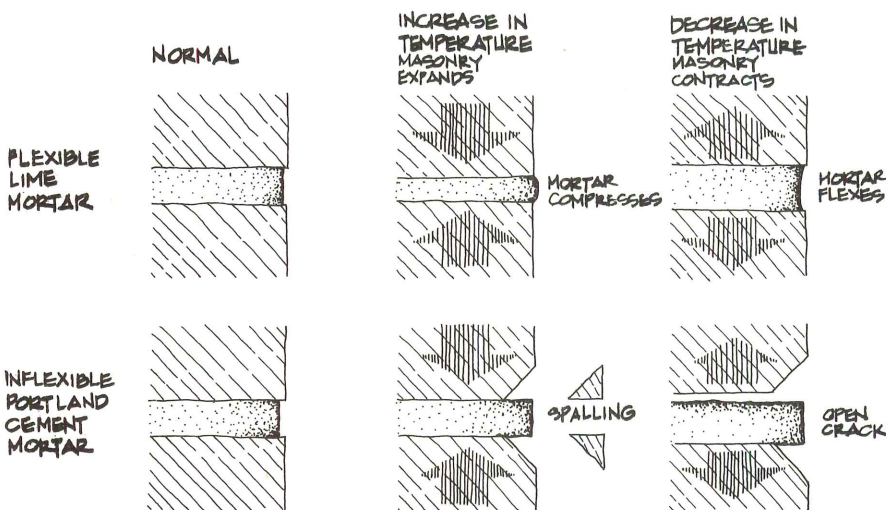 NORMAL
INCREASE IN
TEMPERATURE
MASONRY
EXPANDS
DECREASE IN
TEMPERATURE
MASONRY
CONTRACTS
FLEXIBLE
LIME
MORTAR
MORTAR
COMPRESSES
MORTAR
FLEXES
INFLEXIBLE
PORTLAND
CEMENT
MORTAR
SPALLING
OPEN
CRACK